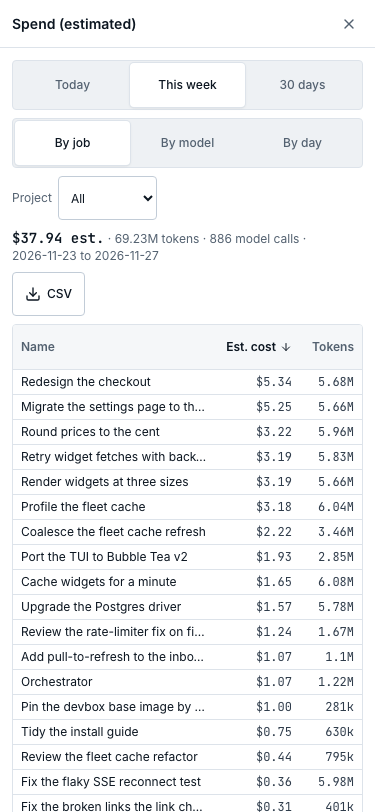 Spend (estimated)
Today This week 30 days
By job By model By day
Project All
$37.94 est. · 69.23M tokens · 886 model calls ·
2026-11-23 to 2026-11-27
CSV
Name Est. cost ↓ Tokens
Redesign the checkout $5.34 5.68M
Migrate the settings page to th... $5.25 5.66M
Round prices to the cent $3.22 5.96M
Retry widget fetches with back... $3.19 5.83M
Render widgets at three sizes $3.19 5.66M
Profile the fleet cache $3.18 6.04M
Coalesce the fleet cache refresh $2.22 3.46M
Port the TUI to Bubble Tea v2 $1.93 2.85M
Cache widgets for a minute $1.65 6.08M
Upgrade the Postgres driver $1.57 5.78M
Review the rate-limiter fix on fi... $1.24 1.67M
Add pull-to-refresh to the inbo... $1.07 1.1M
Orchestrator $1.07 1.22M
Pin the devbox base image by ... $1.00 281k
Tidy the install guide $0.75 630k
Review the fleet cache refactor $0.44 795k
Fix the flaky SSE reconnect test $0.36 5.98M
Fix the broken links the link ch... $0.31 401k